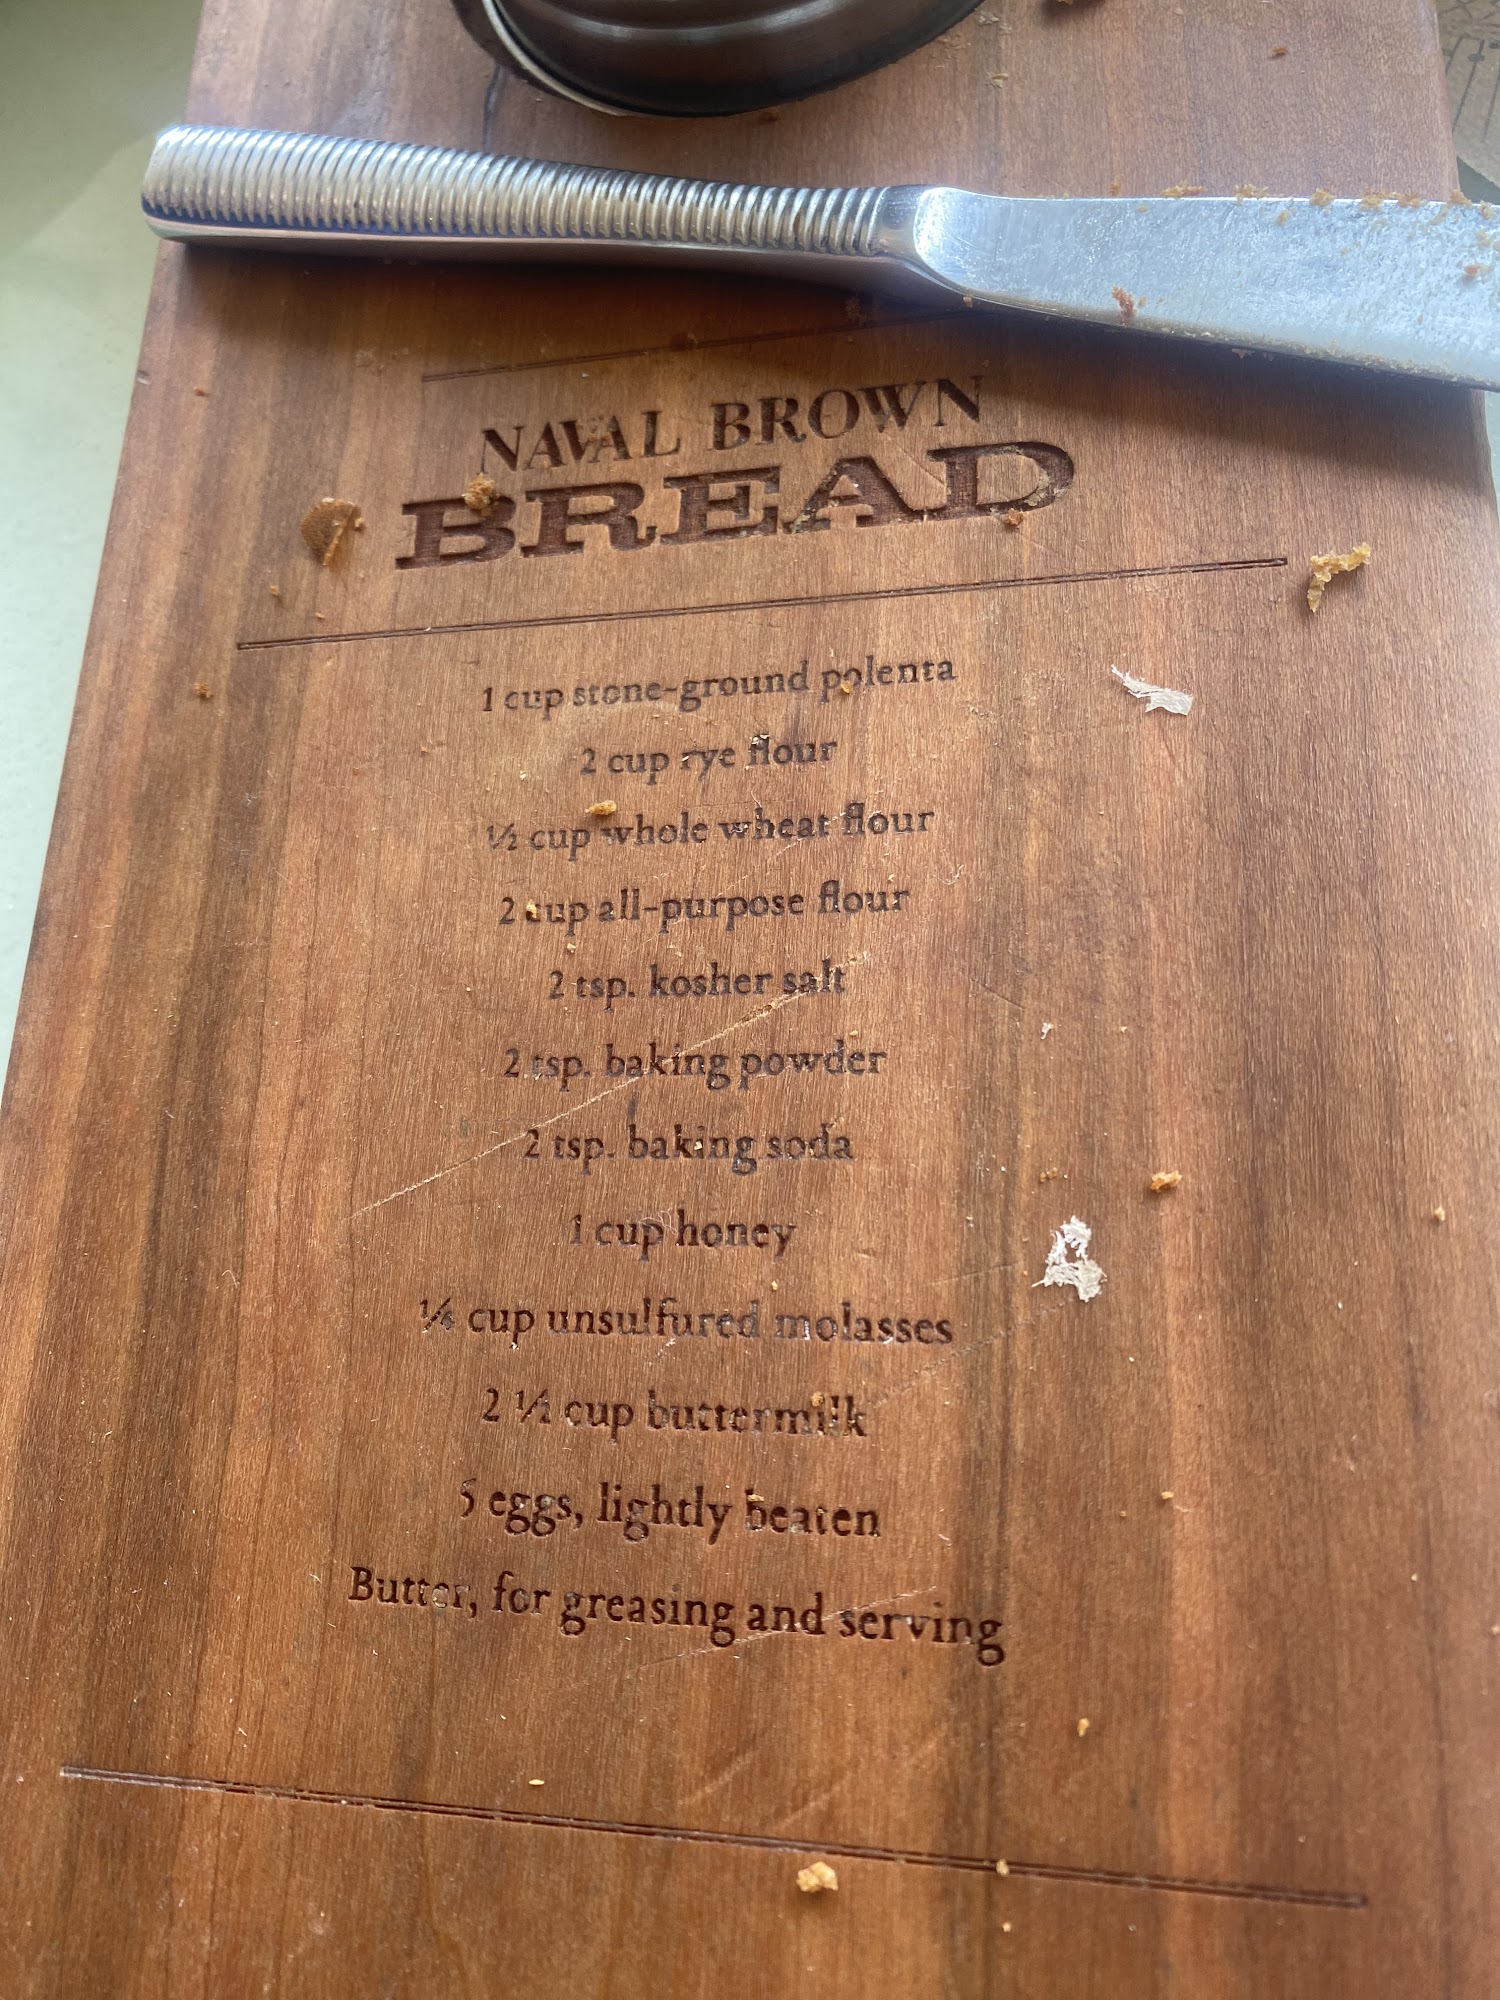 NAVAL BROWN
BREAD
1 cup stone-ground polenta
2 cup rye flour
½ cup whole wheat flour
2 cup all-purpose flour
2 tsp. kosher salt
2 tsp. baking powder
2 tsp. baking soda
1 cup honey
¼ cup unsulfured molasses
2 ½ cup buttermilk
5 eggs, lightly beaten
Butter, for greasing and serving